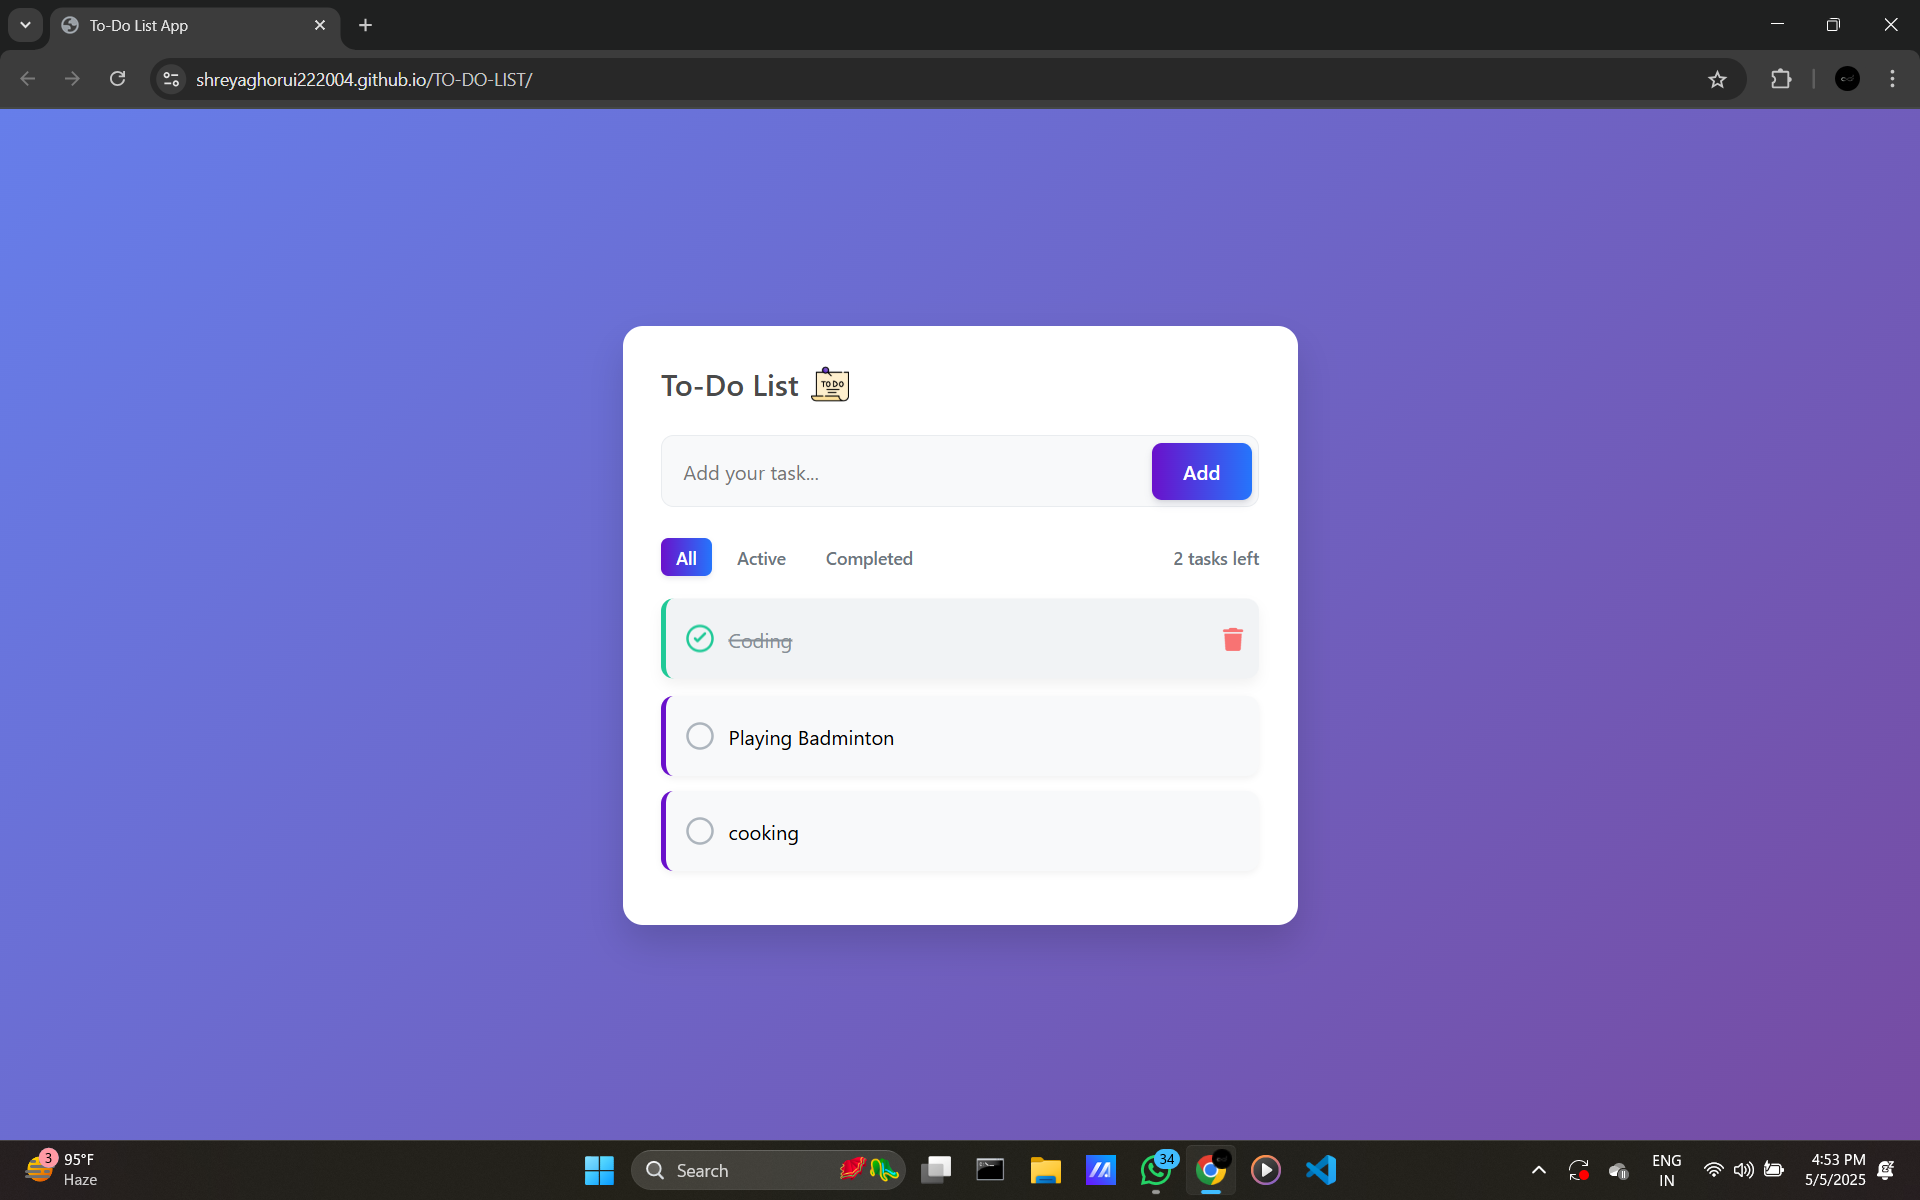 To-Do List App
shreyaghorui222004.github.io/TO-DO-LIST/
To-Do List
TO DO
Add your task...
Add
All
Active
Completed
2 tasks left
Coding
Playing Badminton
cooking
3
95°F
Haze
Search
34
ENG
IN
4:53 PM
5/5/2025